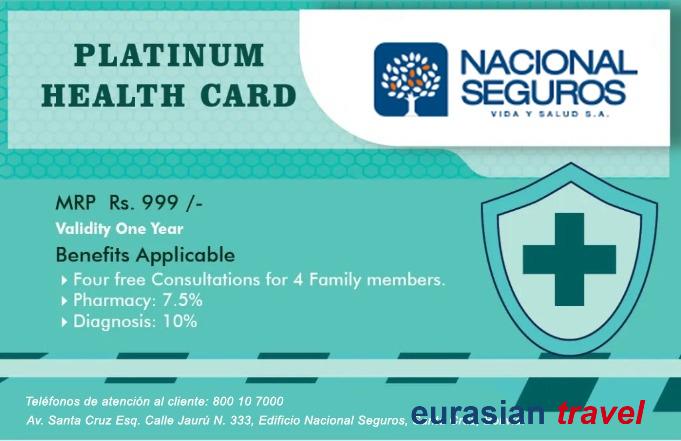 PLATINUM
HEALTH CARD
NACIONAL
SEGUROS
VIDA Y SALUD S.A.
MRP Rs. 999 /-
Validity One Year
Benefits Applicable
Four free Consultations for 4 Family members.
Pharmacy: 7.5%
Diagnosis: 10%
Teléfonos de atención al cliente: 800 10 7000
Av. Santa Cruz Esq. Calle Jaurú N. 333, Edificio Nacional Seguros,
eurasian travel